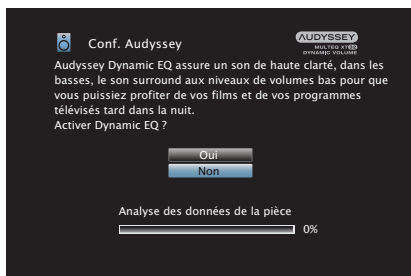 Conf. Audyssey
AUDYSSEY
MULTEQ XT32
DYNAMIC VOLUME
Audyssey Dynamic EQ assure un son de haute clarté, dans les
basses, le son surround aux niveaux de volumes bas pour que
vous puissiez profiter de vos films et de vos programmes
télévisés tard dans la nuit.
Activer Dynamic EQ ?
Oui
Non
Analyse des données de la pièce
0%